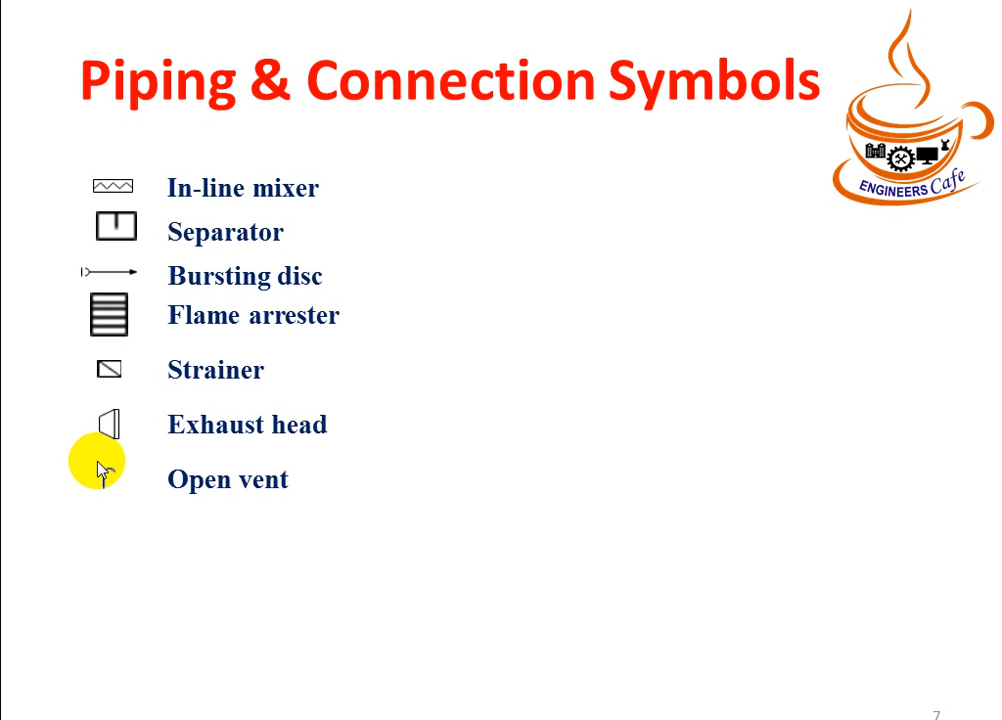 Piping & Connection Symbols
ENGINEERS Cafe
In-line mixer
Separator
Bursting disc
Flame arrester
Strainer
Exhaust head
Open vent
7